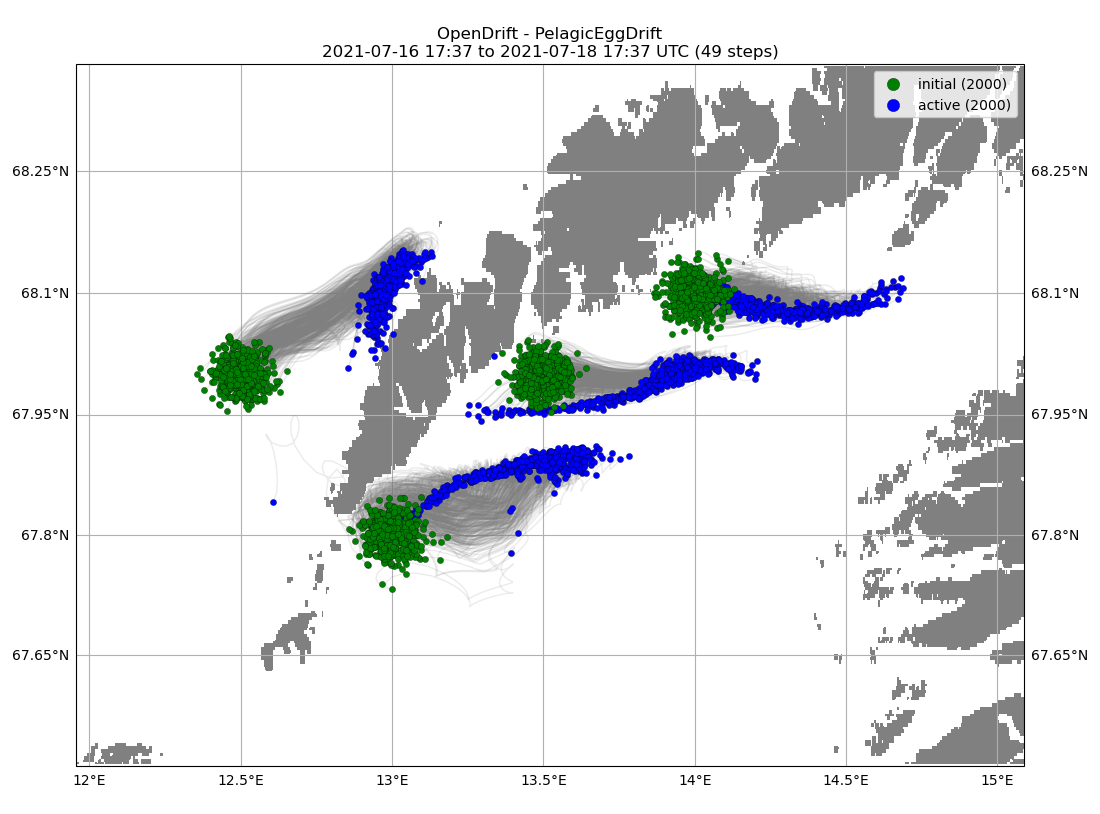 OpenDrift - PelagicEggDrift
2021-07-16 17:37 to 2021-07-18 17:37 UTC (49 steps)
initial (2000)
active (2000)
68.25°N
68.25°N
68.1°N
68.1°N
67.95°N
67.95°N
67.8°N
67.8°N
67.65°N
67.65°N
12°E
12.5°E
13°E
13.5°E
14°E
14.5°E
15°E